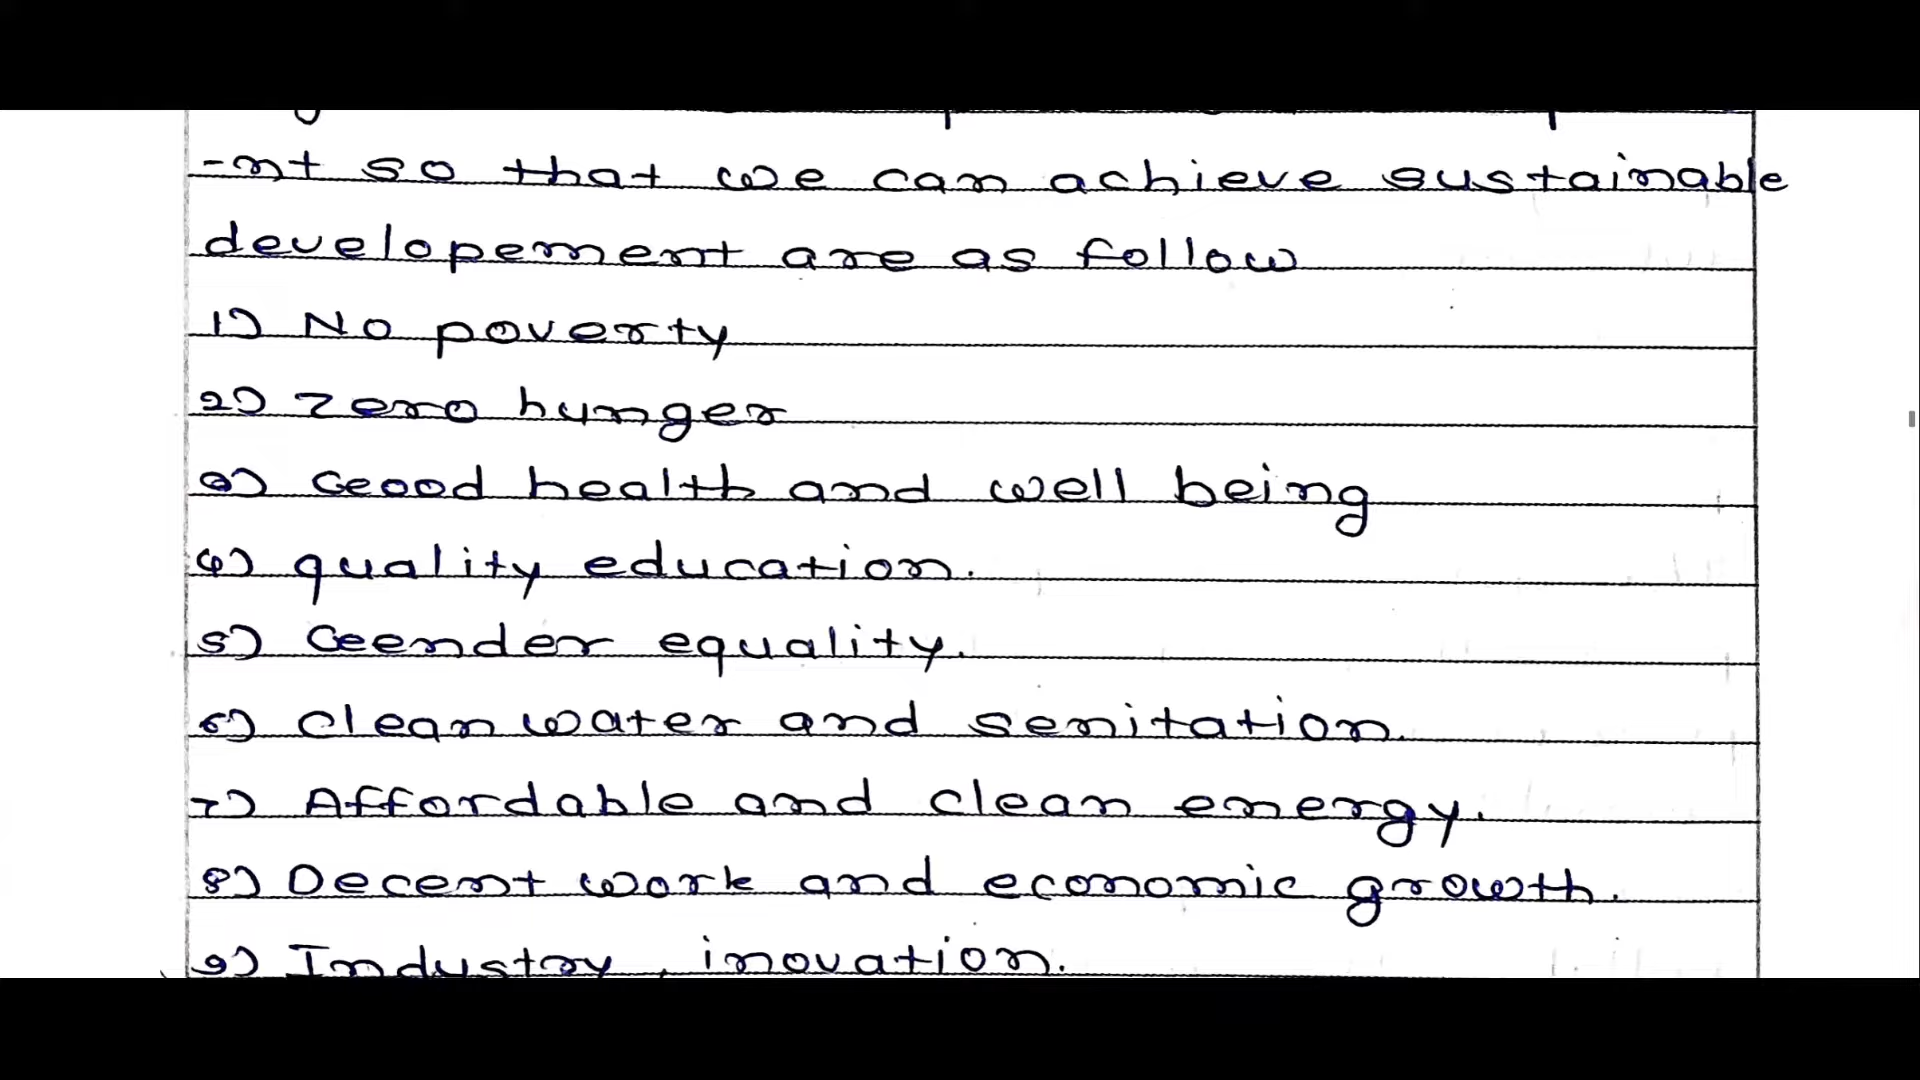 -nt so that we can achieve sustainable
developement are as follow
1) No poverty
2) zero hunger
3) Good health and well being
4) quality education.
5) Geender equality.
6) clean water and senitation.
7) Affordable and clean energy.
8) Decent work and economic growth.
9) Industry, inovation.